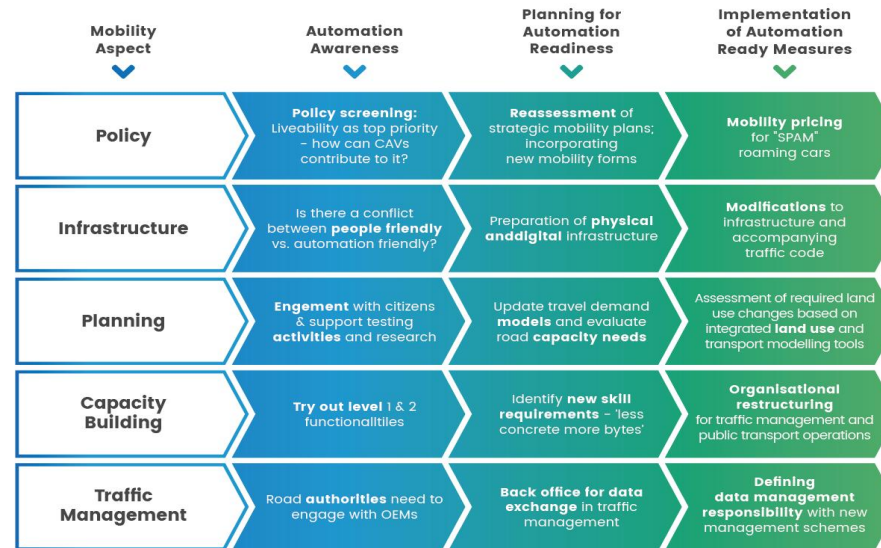 Mobility
Aspect
Automation
Awareness
Planning for
Automation
Readiness
Implementation
of Automation
Ready Measures
Policy
Policy screening:
Liveability as top priority
- how can CAVs
contribute to it?
Reassessment of
strategic mobility plans;
incorporating
new mobility forms
Mobility pricing
for "SPAM"
roaming cars
Infrastructure
Is there a conflict
between people friendly
vs. automation friendly?
Preparation of physical
anddigital infrastructure
Modifications to
infrastructure and
accompanying
traffic code
Planning
Engement with citizens
& support testing
activities and research
Update travel demand
models and evaluate
road capacity needs
Assessment of required land
use changes based on
integrated land use and
transport modelling tools
Capacity
Building
Try out level 1 & 2
functionalltiles
Identify new skill
requirements - 'less
concrete more bytes'
Organisational
restructuring
for traffic management and
public transport operations
Traffic
Management
Road authorities need to
engage with OEMs
Back office for data
exchange in traffic
management
Defining
data management
responsibility with new
management schemes